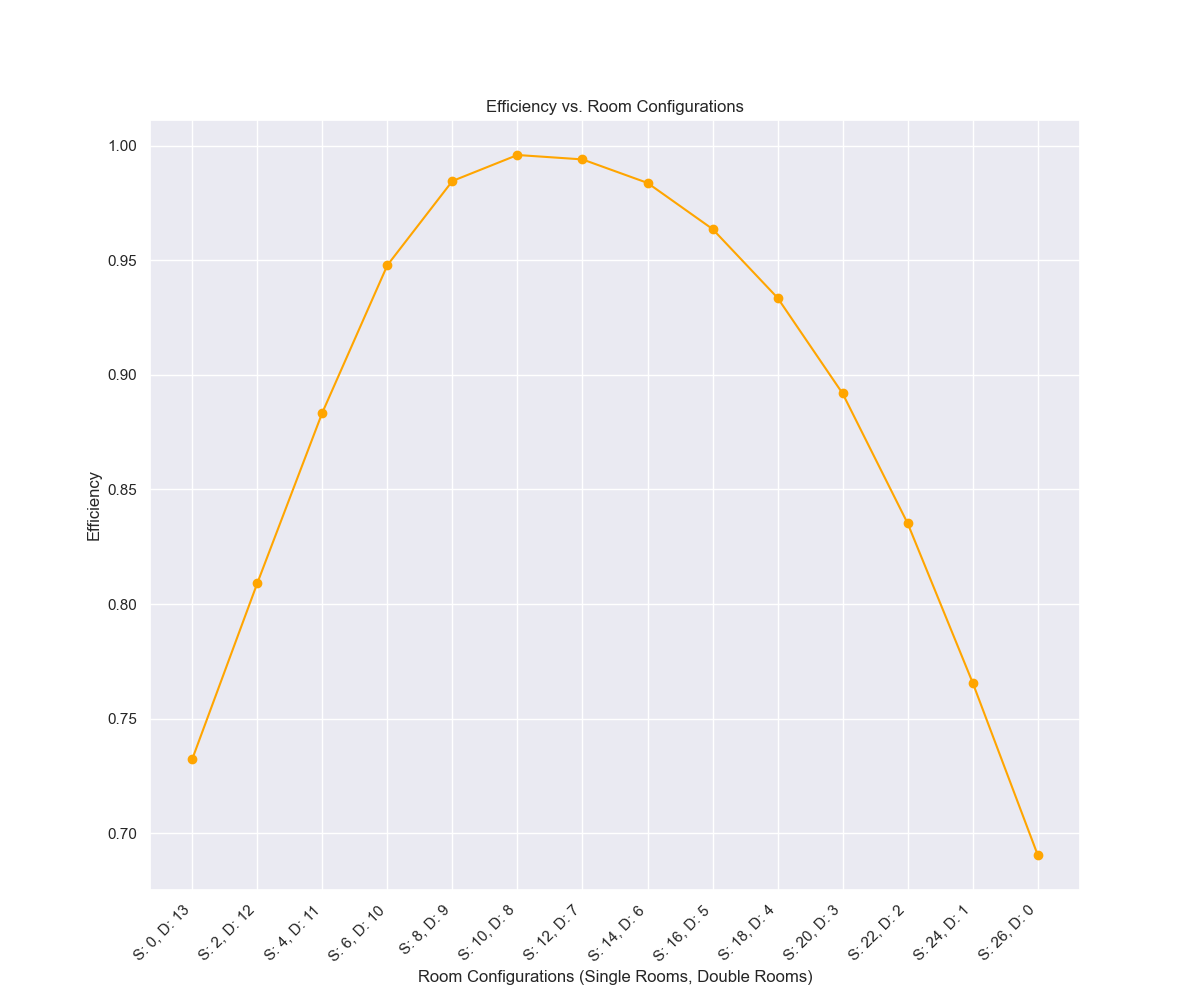 Efficiency vs. Room Configurations
1.00
0.95
0.90
0.85
0.80
0.75
0.70
Efficiency
S: 0, D: 13
S: 2, D: 12
S: 4, D: 11
S: 6, D: 10
S: 8, D: 9
S: 10, D: 8
S: 12, D: 7
S: 14, D: 6
S: 16, D: 5
S: 18, D: 4
S: 20, D: 3
S: 22, D: 2
S: 24, D: 1
S: 26, D: 0
Room Configurations (Single Rooms, Double Rooms)